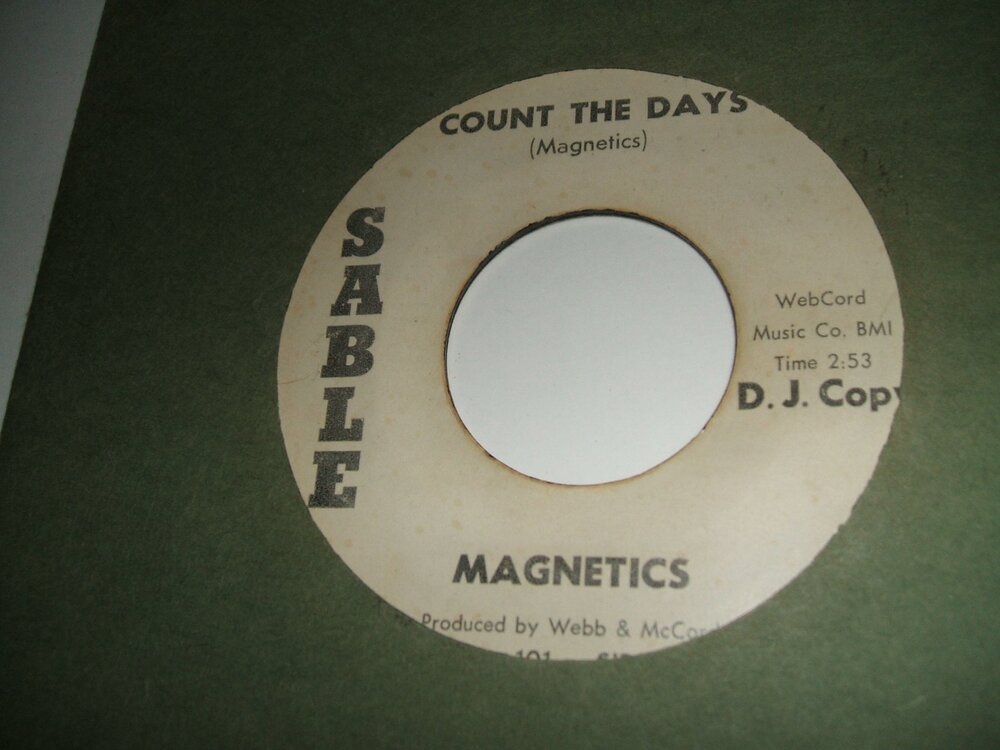 COUNT THE DAYS
(Magnetics)
SABLE
WebCord
Music Co. BMI
Time 2:53
D. J. Copy
MAGNETICS
Produced by Webb & McCord
101